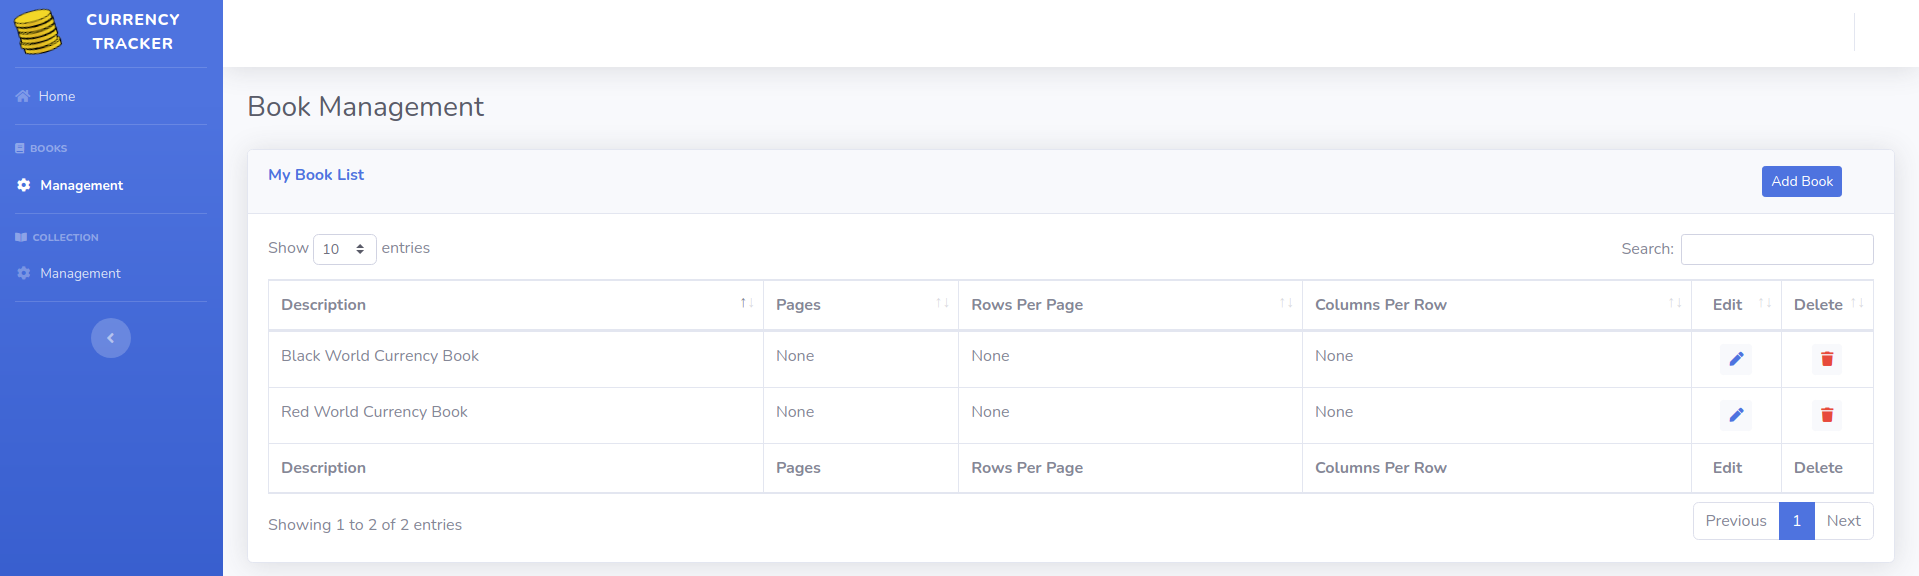 CURRENCY
TRACKER
Home
BOOKS
Management
COLLECTION
Management
Book Management
My Book List
Add Book
Show 10 entries
Search:
Description Pages Rows Per Page Columns Per Row Edit Delete
Black World Currency Book None None None
Red World Currency Book None None None
Description Pages Rows Per Page Columns Per Row Edit Delete
Showing 1 to 2 of 2 entries
Previous 1 Next